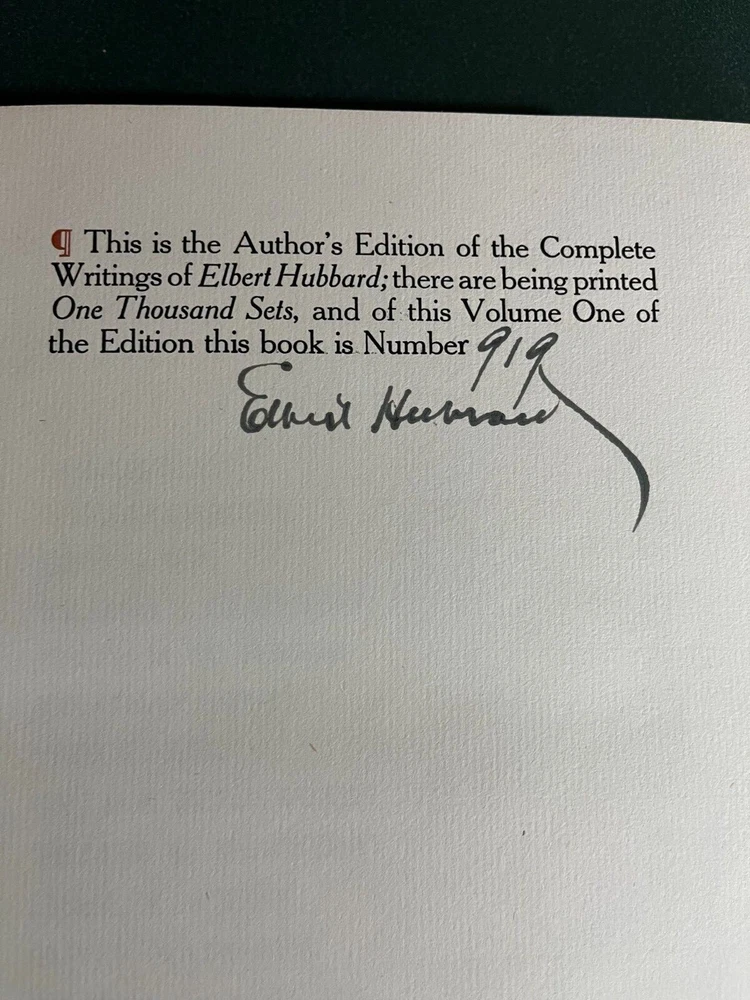 ¶ This is the Author's Edition of the Complete
Writings of Elbert Hubbard; there are being printed
One Thousand Sets, and of this Volume One of
the Edition this book is Number 919
Elbert Hubbard